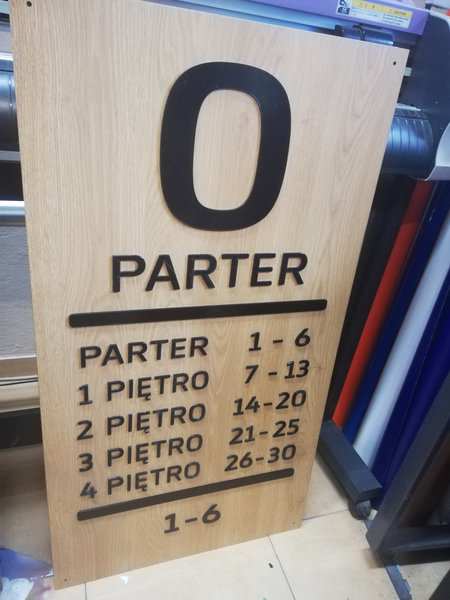 0
PARTER
PARTER 1 - 6
1 PIĘTRO 7 - 13
2 PIĘTRO 14-20
3 PIĘTRO 21-25
4 PIĘTRO 26-30
1-6